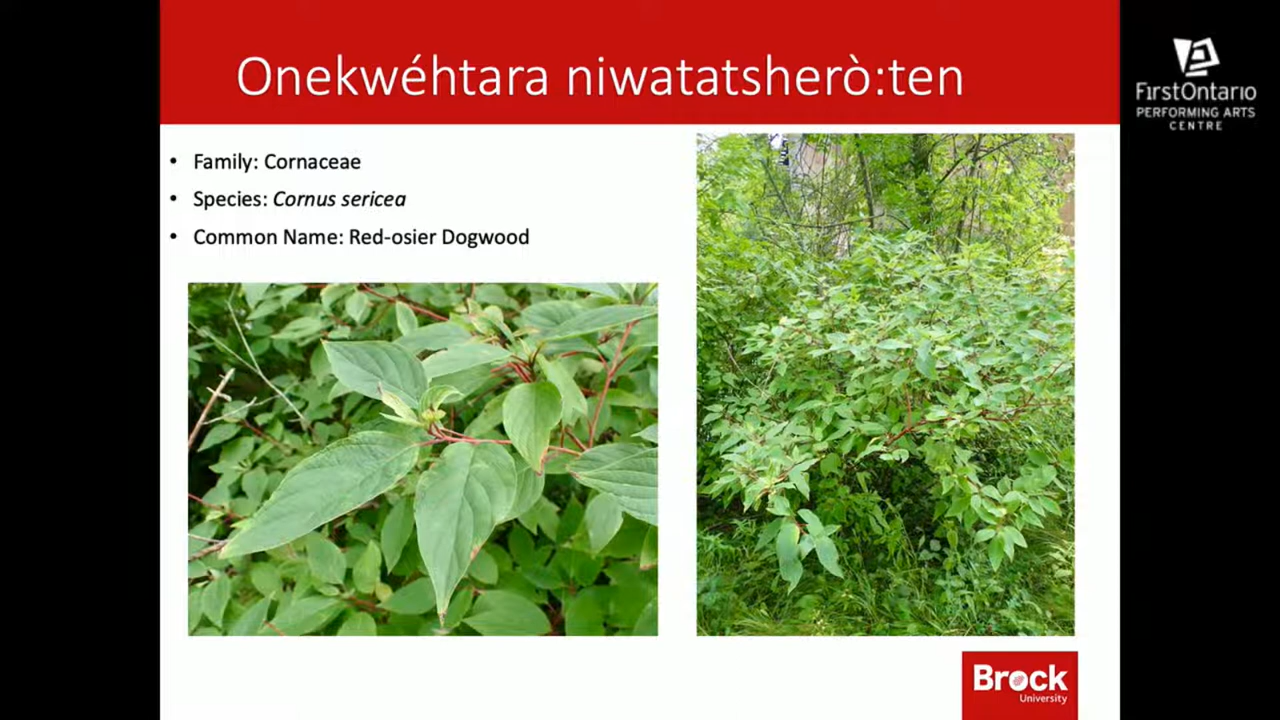 Onekwéhtara niwatatsherò:ten
• Family: Cornaceae
• Species: Cornus sericea
• Common Name: Red-osier Dogwood
FirstOntario
PERFORMING ARTS
CENTRE
Brock
University